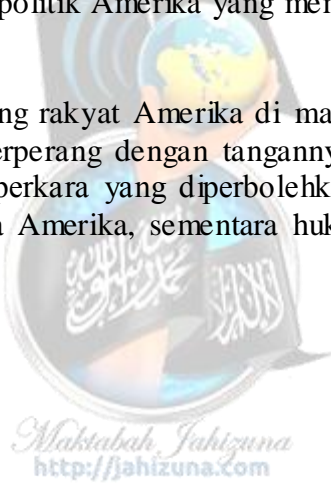 politik Amerika yang mer
ng rakyat Amerika di ma
erperang dengan tanganny
perkara yang diperbolehk
a Amerika, sementara huk
Maktabah Jahizuna
http://jahizuna.com